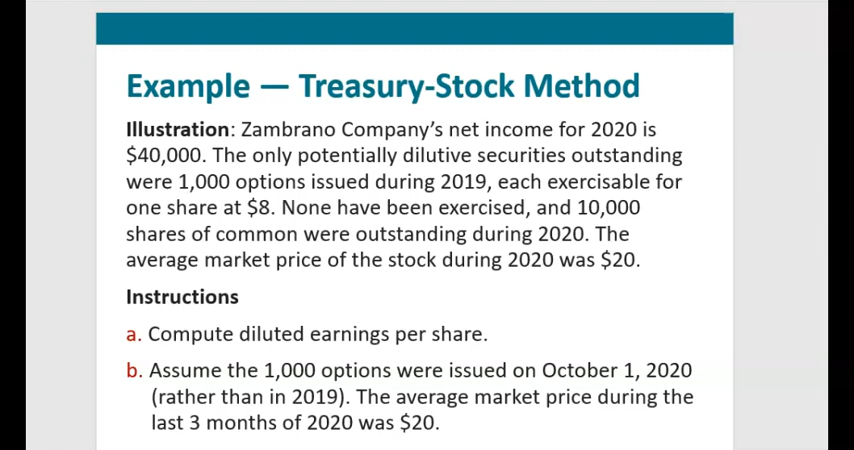 Example — Treasury-Stock Method
Illustration: Zambrano Company's net income for 2020 is
$40,000. The only potentially dilutive securities outstanding
were 1,000 options issued during 2019, each exercisable for
one share at $8. None have been exercised, and 10,000
shares of common were outstanding during 2020. The
average market price of the stock during 2020 was $20.
Instructions
a. Compute diluted earnings per share.
b. Assume the 1,000 options were issued on October 1, 2020
(rather than in 2019). The average market price during the
last 3 months of 2020 was $20.